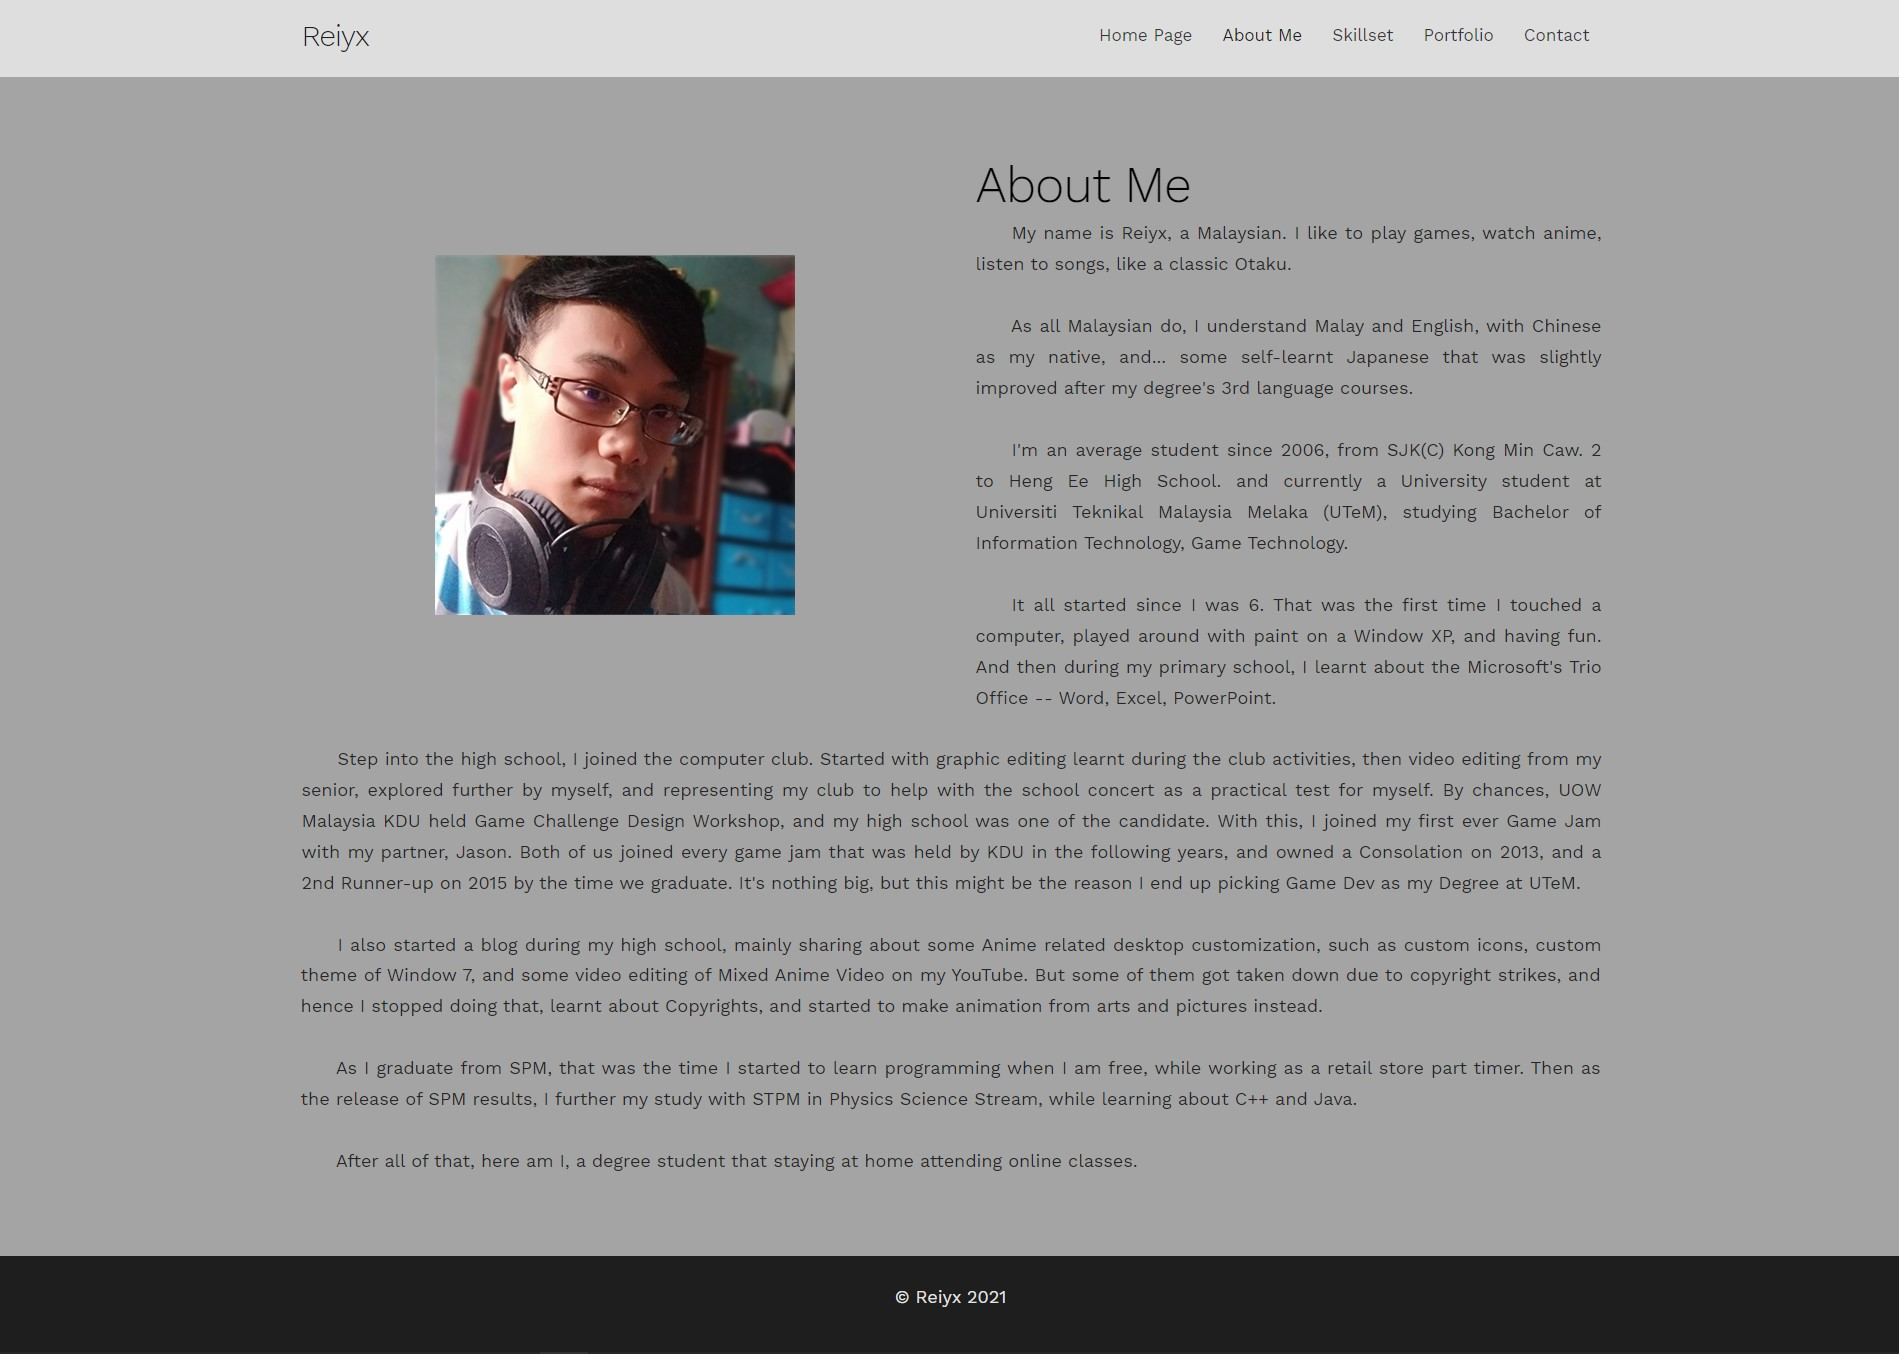 Reiyx
Home Page About Me Skillset Portfolio Contact
About Me
My name is Reiyx, a Malaysian. I like to play games, watch anime,
listen to songs, like a classic Otaku.
As all Malaysian do, I understand Malay and English, with Chinese
as my native, and... some self-learnt Japanese that was slightly
improved after my degree's 3rd language courses.
I'm an average student since 2006, from SJK(C) Kong Min Caw. 2
to Heng Ee High School. and currently a University student at
Universiti Teknikal Malaysia Melaka (UTeM), studying Bachelor of
Information Technology, Game Technology.
It all started since I was 6. That was the first time I touched a
computer, played around with paint on a Window XP, and having fun.
And then during my primary school, I learnt about the Microsoft's Trio
Office -- Word, Excel, PowerPoint.
Step into the high school, I joined the computer club. Started with graphic editing learnt during the club activities, then video editing from my
senior, explored further by myself, and representing my club to help with the school concert as a practical test for myself. By chances, UOW
Malaysia KDU held Game Challenge Design Workshop, and my high school was one of the candidate. With this, I joined my first ever Game Jam
with my partner, Jason. Both of us joined every game jam that was held by KDU in the following years, and owned a Consolation on 2013, and a
2nd Runner-up on 2015 by the time we graduate. It's nothing big, but this might be the reason I end up picking Game Dev as my Degree at UTeM.
I also started a blog during my high school, mainly sharing about some Anime related desktop customization, such as custom icons, custom
theme of Window 7, and some video editing of Mixed Anime Video on my YouTube. But some of them got taken down due to copyright strikes, and
hence I stopped doing that, learnt about Copyrights, and started to make animation from arts and pictures instead.
As I graduate from SPM, that was the time I started to learn programming when I am free, while working as a retail store part timer. Then as
the release of SPM results, I further my study with STPM in Physics Science Stream, while learning about C++ and Java.
After all of that, here am I, a degree student that staying at home attending online classes.
© Reiyx 2021